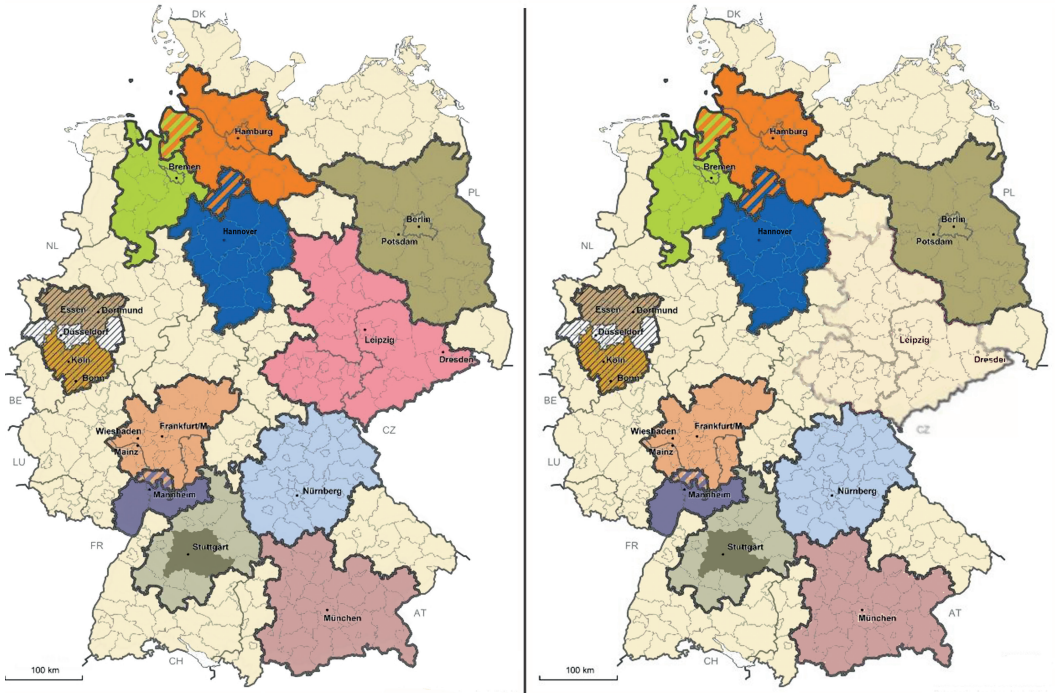 DK
Hamburg
Bremen
PL
Berlin
Hannover
Potsdam
NL
Essen
Dortmund
Düsseldorf
Leipzig
Köln
Dresden
Bonn
BE
Wiesbaden
Frankfurt/M.
CZ
Mainz
LU
Mannheim
Nürnberg
FR
Stuttgart
AT
München
CH
100 km
DK
Hamburg
Bremen
PL
Berlin
Hannover
Potsdam
NL
Essen
Dortmund
Düsseldorf
Leipzig
Köln
Dresden
Bonn
BE
Wiesbaden
Frankfurt/M.
CZ
Mainz
LU
Mannheim
Nürnberg
FR
Stuttgart
AT
München
CH
100 km